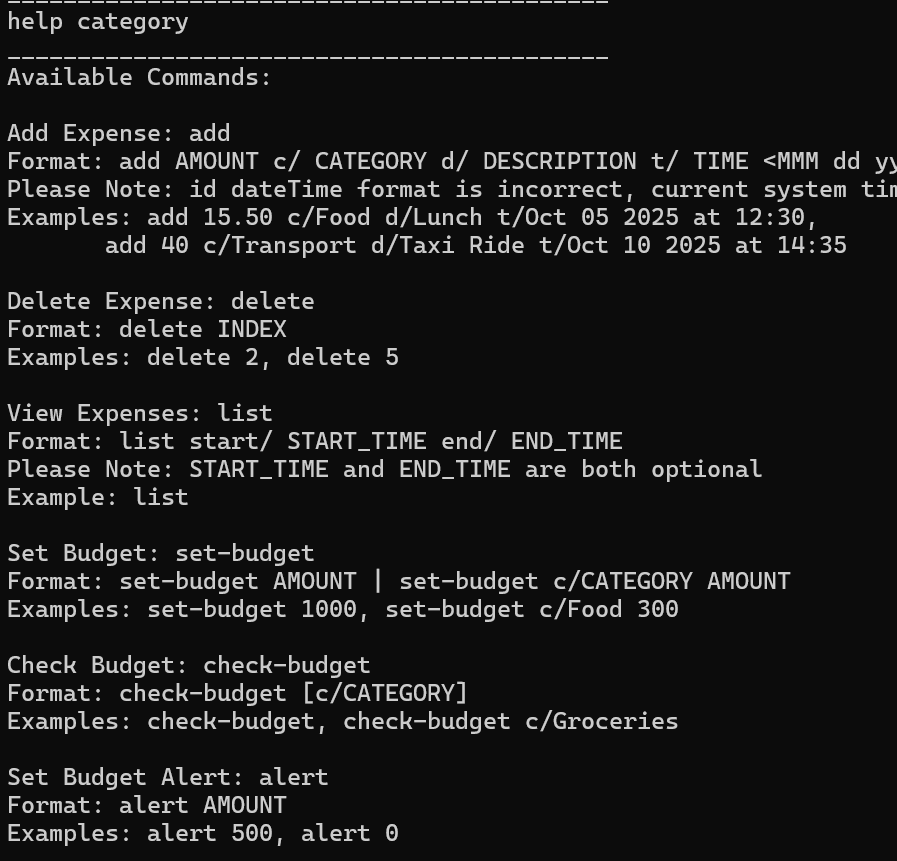 help category
Available Commands:
Add Expense: add
Format: add AMOUNT c/ CATEGORY d/ DESCRIPTION t/ TIME <MMM dd yy
Please Note: id dateTime format is incorrect, current system tim
Examples: add 15.50 c/Food d/Lunch t/Oct 05 2025 at 12:30,
add 40 c/Transport d/Taxi Ride t/Oct 10 2025 at 14:35
Delete Expense: delete
Format: delete INDEX
Examples: delete 2, delete 5
View Expenses: list
Format: list start/ START_TIME end/ END_TIME
Please Note: START_TIME and END_TIME are both optional
Example: list
Set Budget: set-budget
Format: set-budget AMOUNT | set-budget c/CATEGORY AMOUNT
Examples: set-budget 1000, set-budget c/Food 300
Check Budget: check-budget
Format: check-budget [c/CATEGORY]
Examples: check-budget, check-budget c/Groceries
Set Budget Alert: alert
Format: alert AMOUNT
Examples: alert 500, alert 0